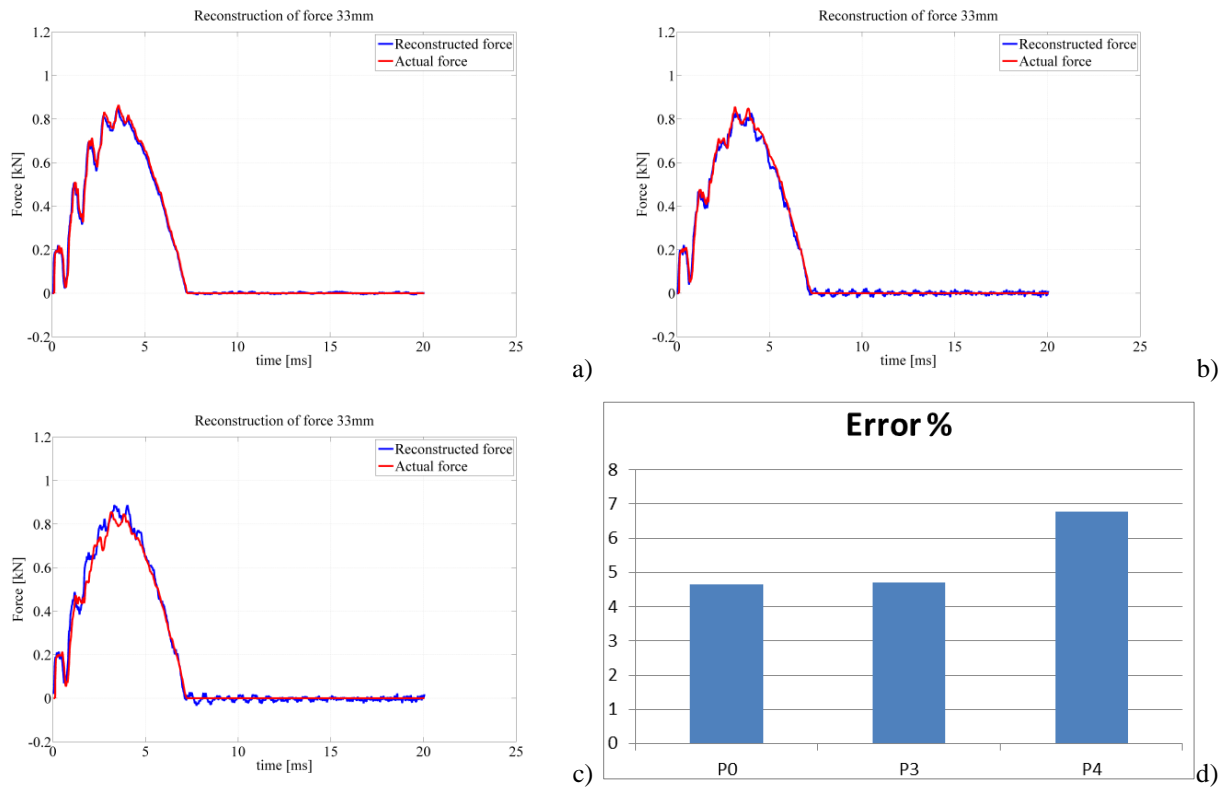 Reconstruction of force 33mm
1.2
1
0.8
0.6
0.4
0.2
0
-0.2
Force [kN]
Reconstructed force
Actual force
0 5 10 15 20 25
time [ms]
a)
Reconstruction of force 33mm
1.2
1
0.8
0.6
0.4
0.2
0
-0.2
Force [kN]
Reconstructed force
Actual force
0 5 10 15 20 25
time [ms]
b)
Reconstruction of force 33mm
1.2
1
0.8
0.6
0.4
0.2
0
-0.2
Force [kN]
Reconstructed force
Actual force
0 5 10 15 20 25
time [ms]
c)
Error %
8
7
6
5
4
3
2
1
0
P0 P3 P4
d)